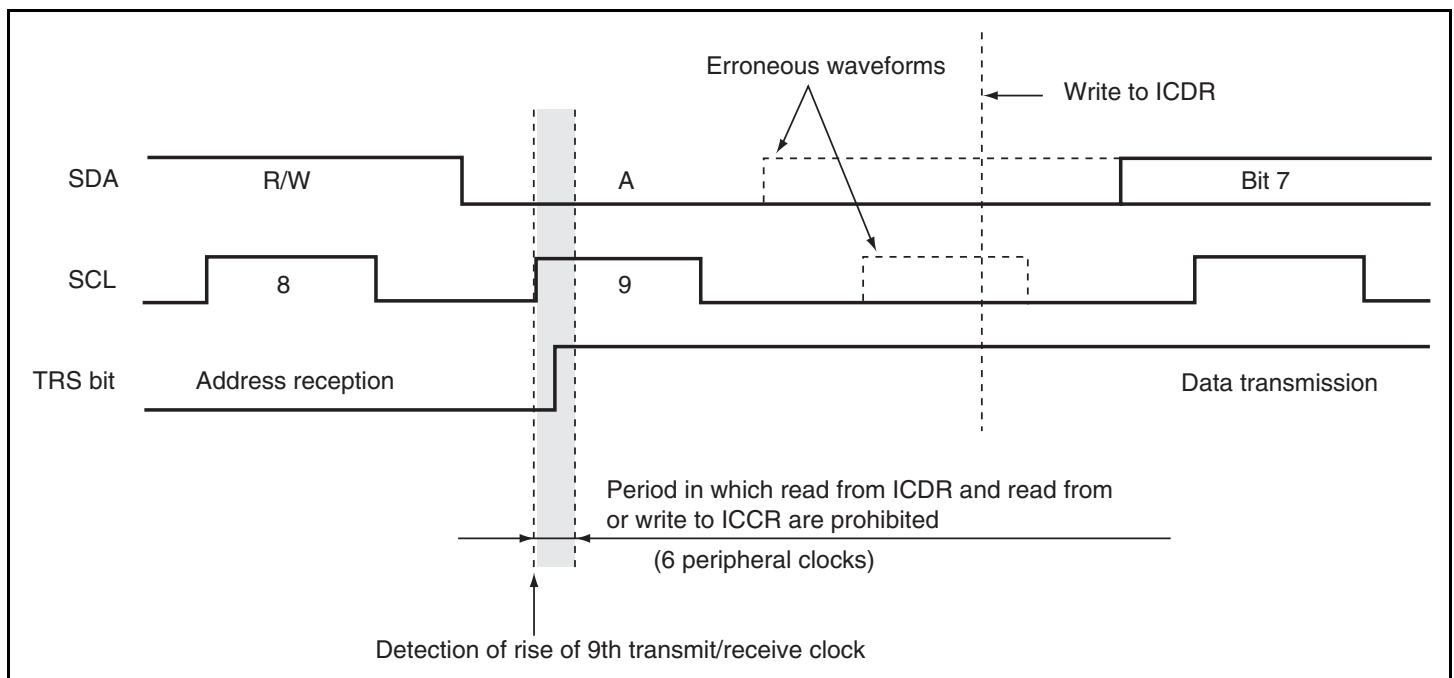 Erroneous waveforms
Write to ICDR
SDA
R/W
A
Bit 7
SCL
8
9
TRS bit
Address reception
Data transmission
Period in which read from ICDR and read from
or write to ICCR are prohibited
(6 peripheral clocks)
Detection of rise of 9th transmit/receive clock